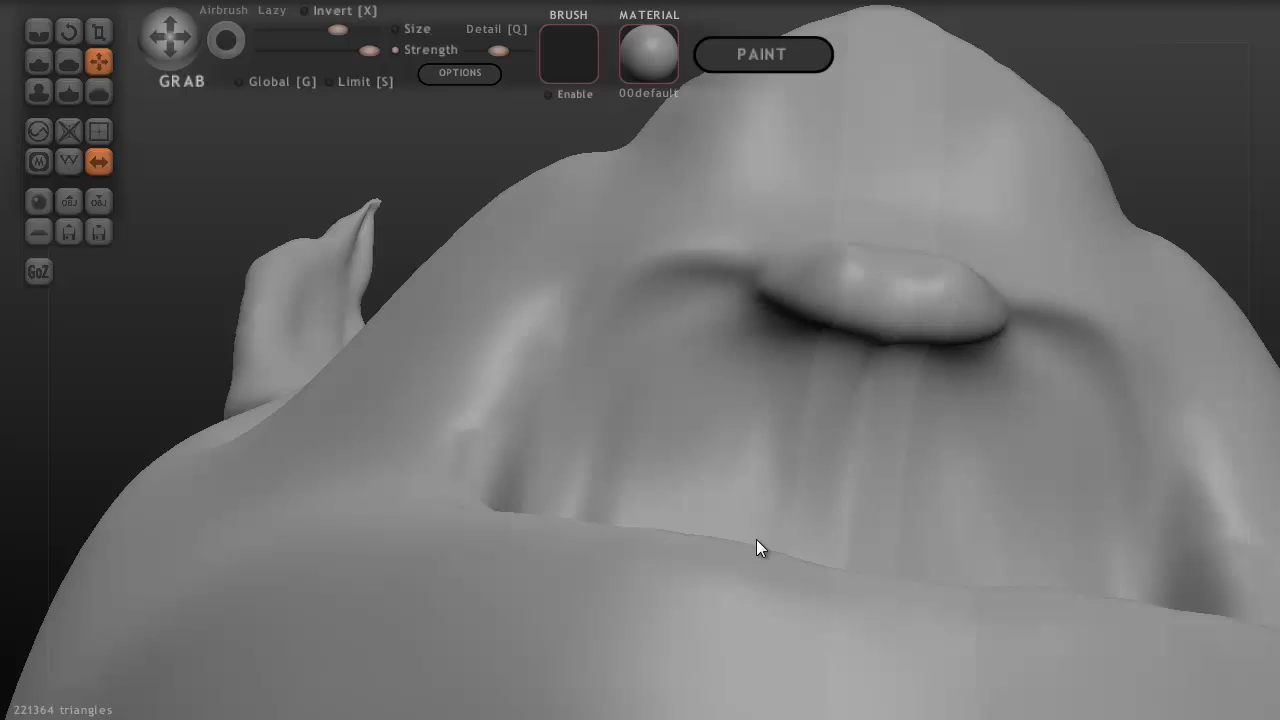 Airbrush Lazy Invert [X]
Size Detail [Q]
Strength
OPTIONS
GRAB Global [G] Limit [S]
BRUSH
Enable
MATERIAL
00default
PAINT
OBJ OBJ
GoZ
221364 triangles